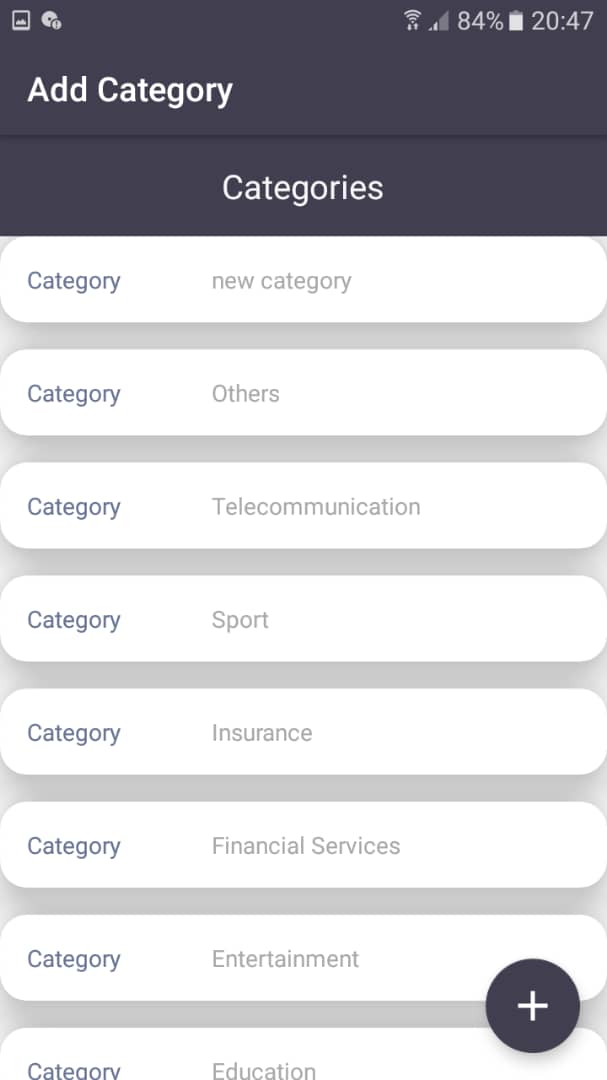 84% 20:47
Add Category
Categories
Category new category
Category Others
Category Telecommunication
Category Sport
Category Insurance
Category Financial Services
Category Entertainment
Category Education